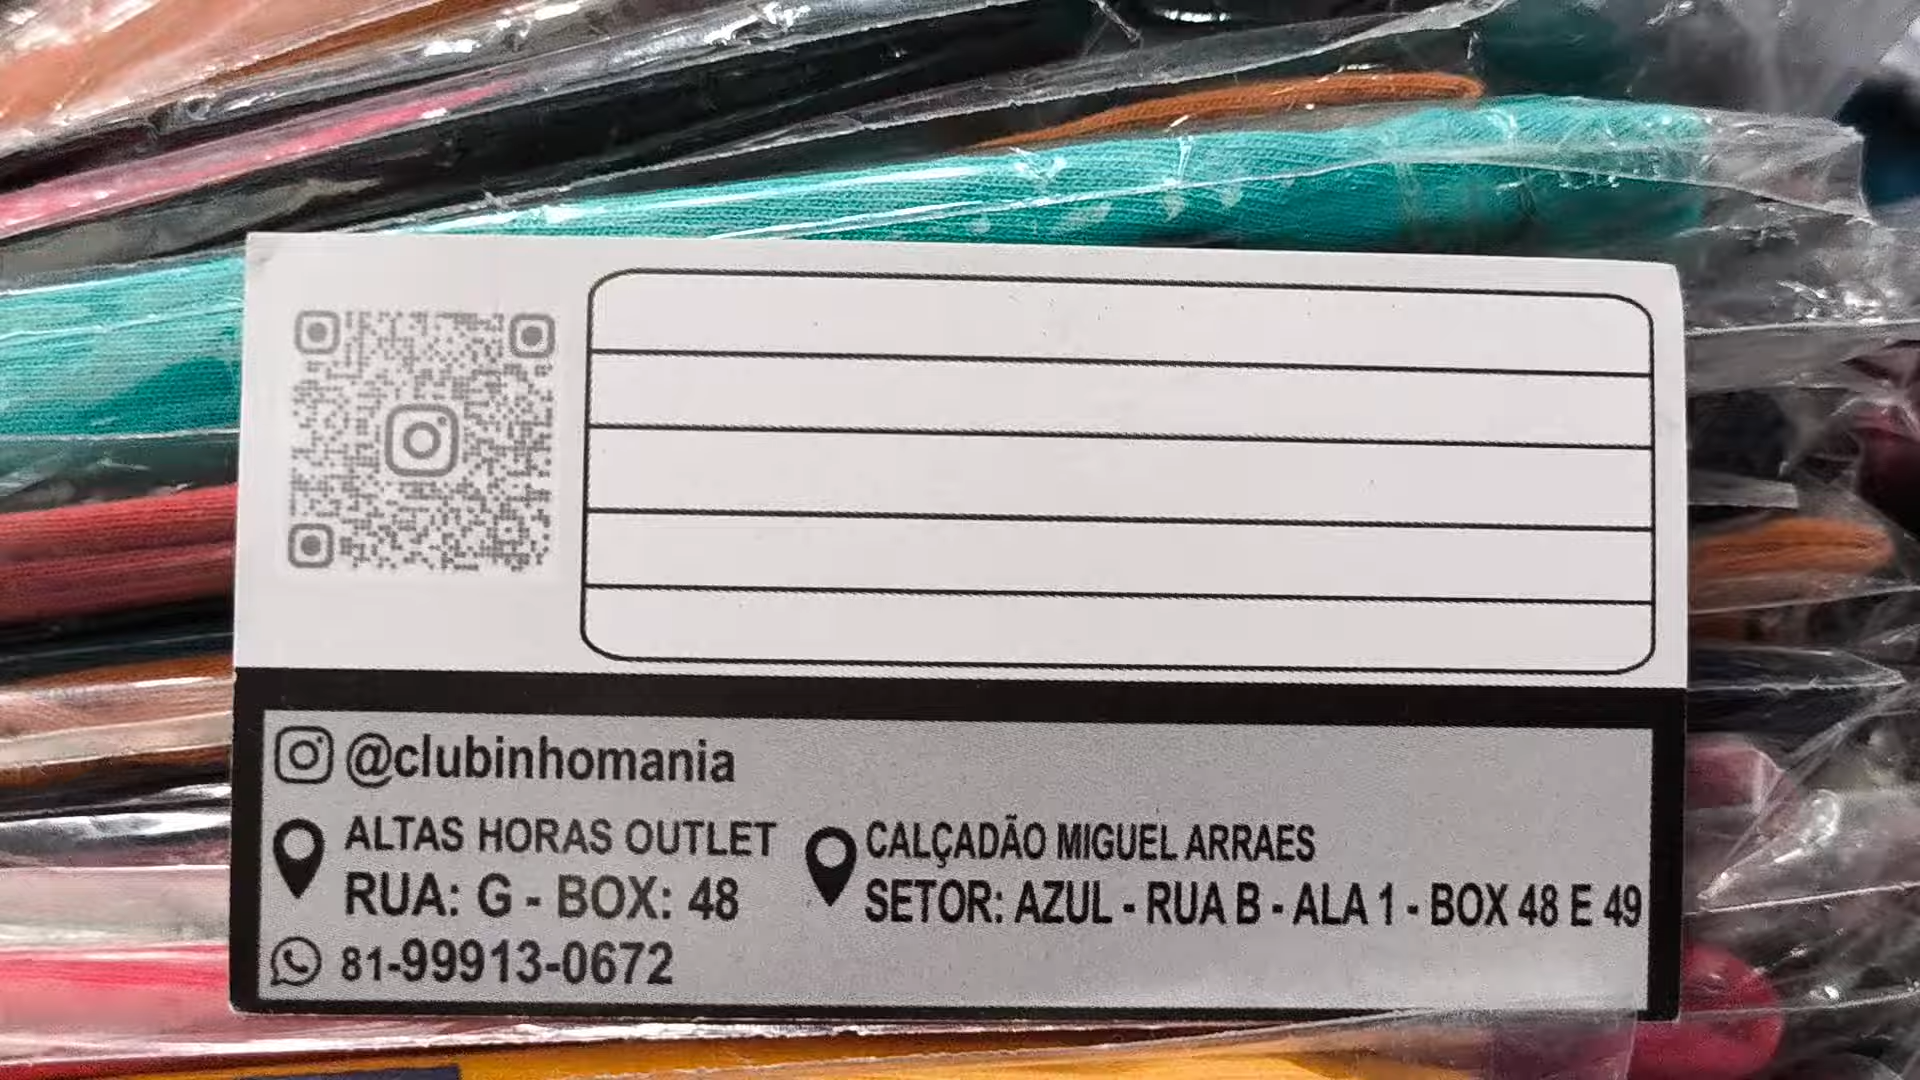 @clubinhomania
ALTAS HORAS OUTLET
RUA: G - BOX: 48
CALÇADÃO MIGUEL ARRAES
SETOR: AZUL - RUA B - ALA 1 - BOX 48 E 49
81-99913-0672